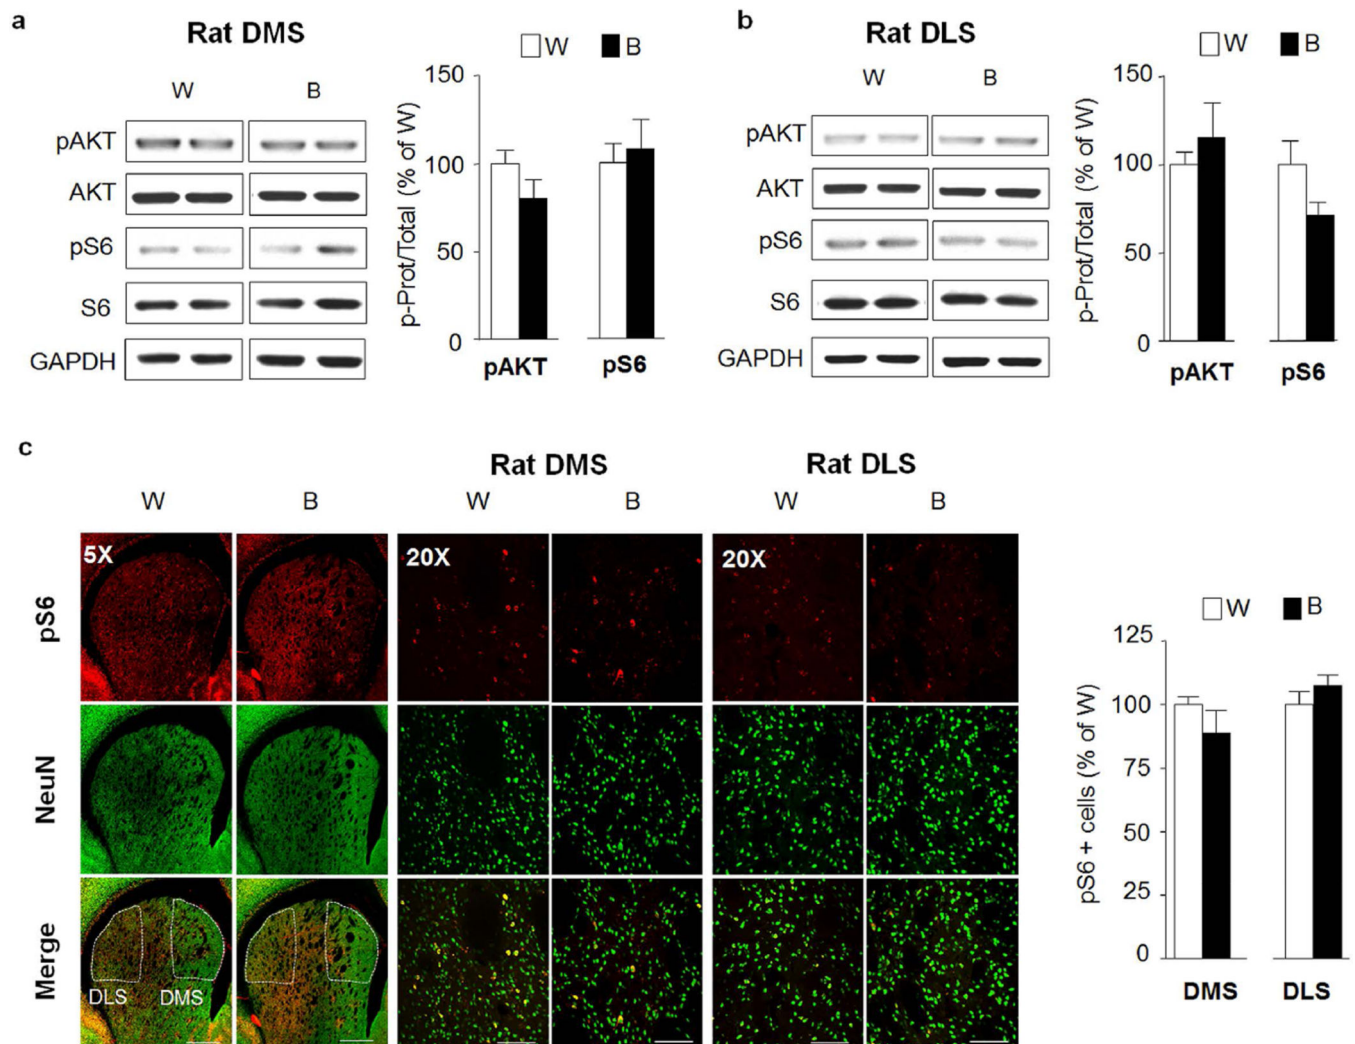 a
Rat DMS
W B
W B
pAKT
AKT
pS6
S6
GAPDH
p-Prot/Total (% of W)
150
100
50
0
pAKT pS6
b
Rat DLS
W B
W B
pAKT
AKT
pS6
S6
GAPDH
p-Prot/Total (% of W)
150
100
50
0
pAKT pS6
c
Rat DMS Rat DLS
W B W B W B
5X 20X 20X
pS6
NeuN
Merge
DLS DMS
W B
pS6 + cells (% of W)
125
100
75
50
25
0
DMS DLS